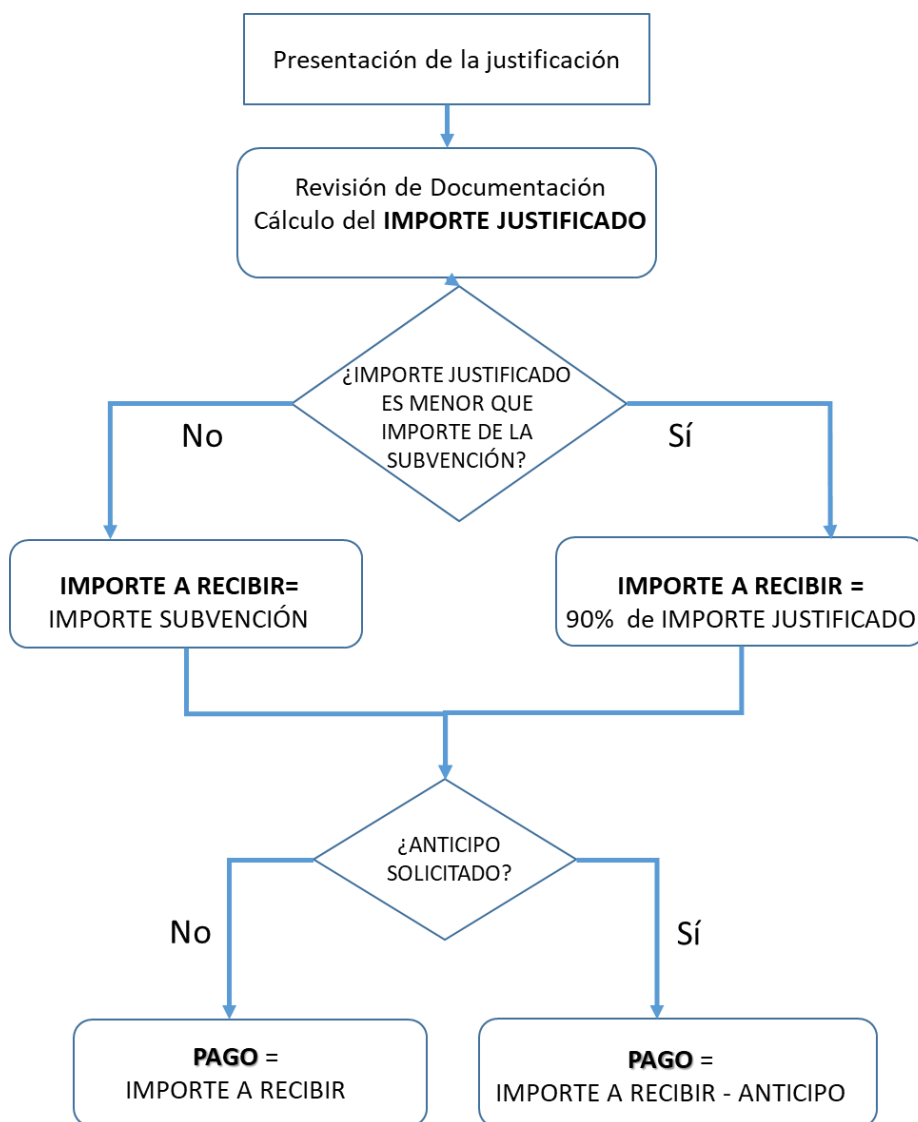 Presentación de la justificación
Revisión de Documentación
Cálculo del IMPORTE JUSTIFICADO
¿IMPORTE JUSTIFICADO
ES MENOR QUE
IMPORTE DE LA
SUBVENCIÓN?
No
Sí
IMPORTE A RECIBIR=
IMPORTE SUBVENCIÓN
IMPORTE A RECIBIR =
90% de IMPORTE JUSTIFICADO
¿ANTICIPO
SOLICITADO?
No
Sí
PAGO =
IMPORTE A RECIBIR
PAGO =
IMPORTE A RECIBIR - ANTICIPO